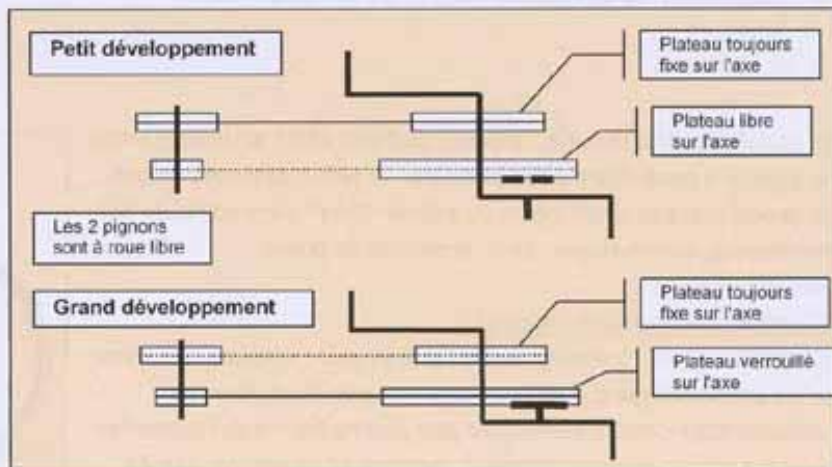 Petit développement
Plateau toujours
fixe sur l'axe
Plateau libre
sur l'axe
Les 2 pignons
sont à roue libre
Grand développement
Plateau toujours
fixe sur l'axe
Plateau verrouillé
sur l'axe